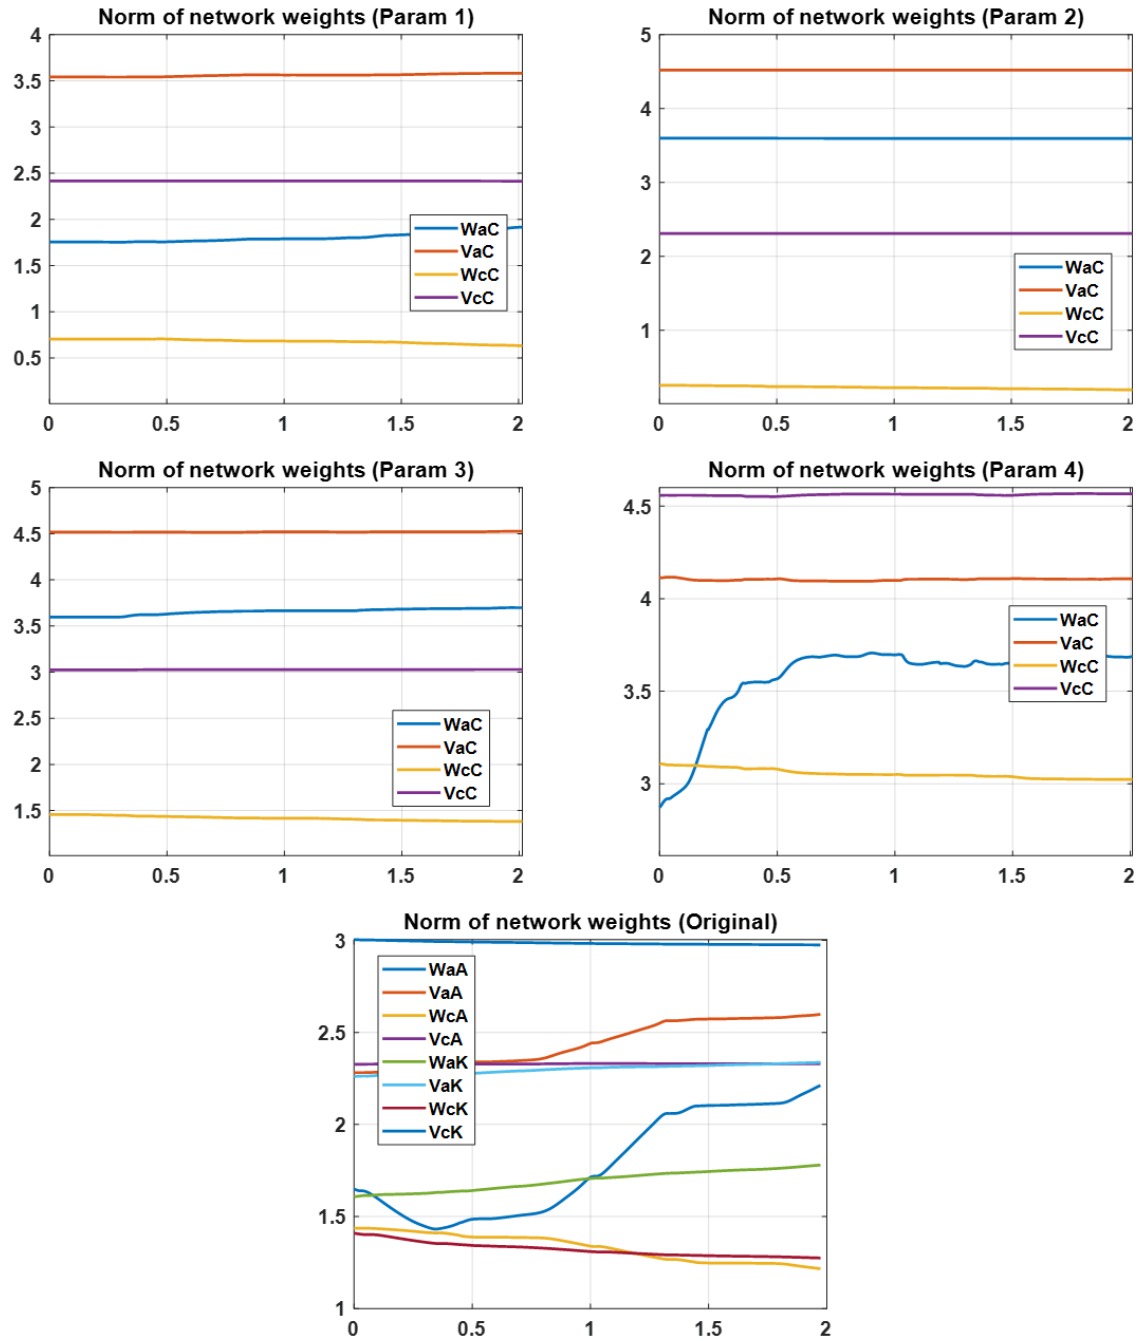 Norm of network weights (Param 1)
4
3.5
3
2.5
2
1.5
1
0.5
0 0.5 1 1.5 2
WaC
VaC
WcC
VcC
Norm of network weights (Param 2)
5
4
3
2
1
0 0.5 1 1.5 2
WaC
VaC
WcC
VcC
Norm of network weights (Param 3)
5
4.5
4
3.5
3
2.5
2
1.5
0 0.5 1 1.5 2
WaC
VaC
WcC
VcC
Norm of network weights (Param 4)
4.5
4
3.5
3
0 0.5 1 1.5 2
WaC
VaC
WcC
VcC
Norm of network weights (Original)
3
2.5
2
1.5
1
0 0.5 1 1.5 2
WaA
VaA
WcA
VcA
WaK
VaK
WcK
VcK